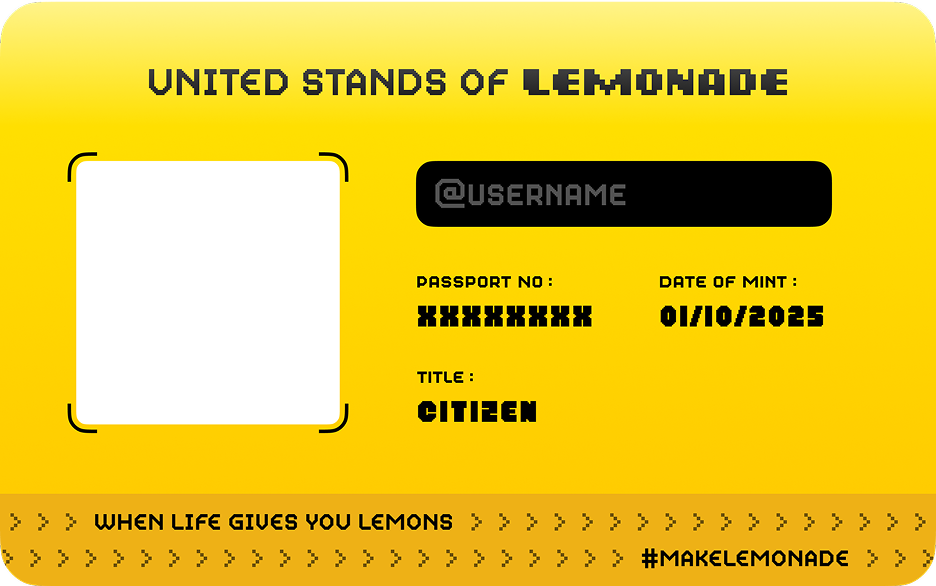 UNITED STANDS OF LEMONADE
@USERNAME
PASSPORT NO :
XXXXXXXX
DATE OF MINT :
01/10/2025
TITLE :
CITIZEN
> > > WHEN LIFE GIVES YOU LEMONS > > > > > > > > > > > > > > > > >
> > > > > > > > > > > > > > > > > > > > > > > #MAKELEMONADE > > >